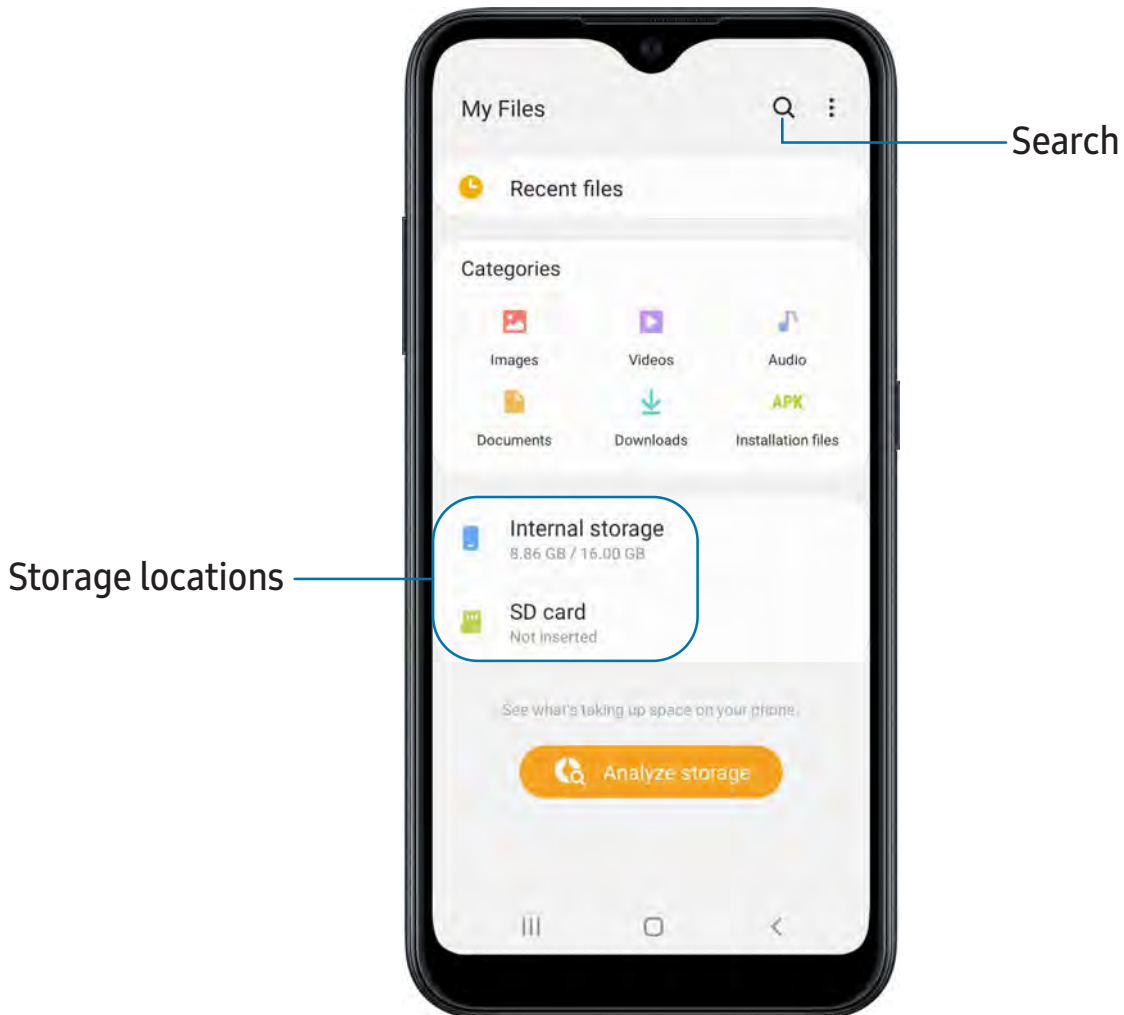 My Files
Search
Recent files
Categories
Images Videos Audio
APK
Documents Downloads Installation files
Storage locations
Internal storage
8.86 GB / 16.00 GB
SD card
Not inserted
See what's taking up space on your phone.
Analyze storage